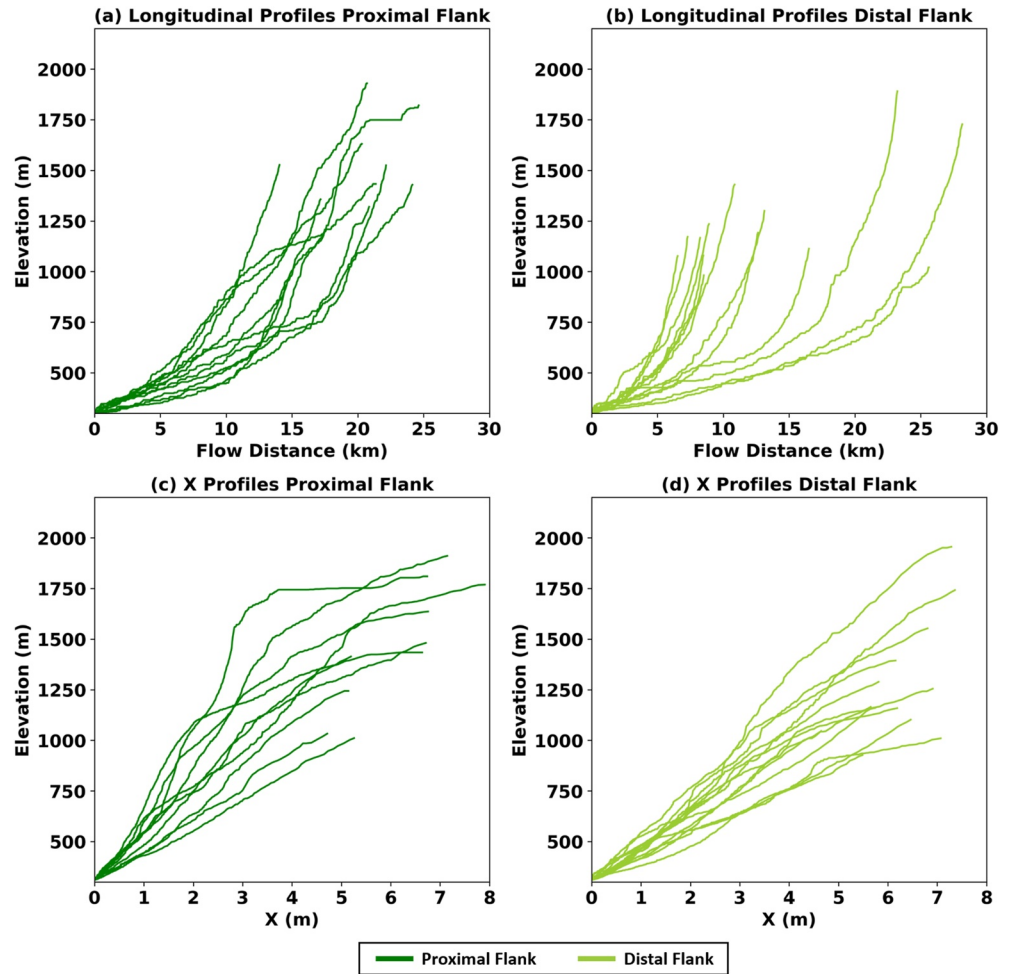 (a) Longitudinal Profiles Proximal Flank
(b) Longitudinal Profiles Distal Flank
2000
1750
1500
1250
1000
750
500
Elevation (m)
0 5 10 15 20 25 30
Flow Distance (km)
2000
1750
1500
1250
1000
750
500
Elevation (m)
0 5 10 15 20 25 30
Flow Distance (km)
(c) X Profiles Proximal Flank
(d) X Profiles Distal Flank
2000
1750
1500
1250
1000
750
500
Elevation (m)
0 1 2 3 4 5 6 7 8
X (m)
2000
1750
1500
1250
1000
750
500
Elevation (m)
0 1 2 3 4 5 6 7 8
X (m)
Proximal Flank
Distal Flank